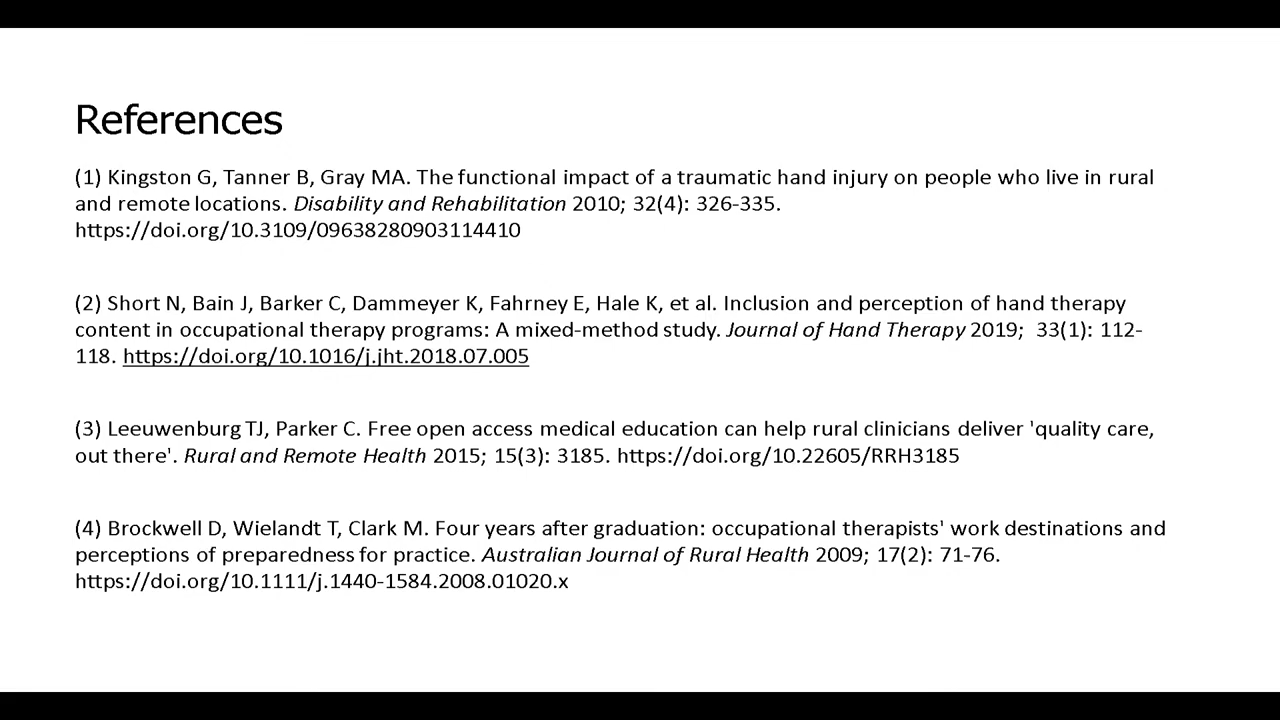 References
(1) Kingston G, Tanner B, Gray MA. The functional impact of a traumatic hand injury on people who live in rural
and remote locations. Disability and Rehabilitation 2010; 32(4): 326-335.
https://doi.org/10.3109/09638280903114410
(2) Short N, Bain J, Barker C, Dammeyer K, Fahrney E, Hale K, et al. Inclusion and perception of hand therapy
content in occupational therapy programs: A mixed-method study. Journal of Hand Therapy 2019;  33(1): 112-
118. https://doi.org/10.1016/j.jht.2018.07.005
(3) Leeuwenburg TJ, Parker C. Free open access medical education can help rural clinicians deliver 'quality care,
out there'. Rural and Remote Health 2015; 15(3): 3185. https://doi.org/10.22605/RRH3185
(4) Brockwell D, Wielandt T, Clark M. Four years after graduation: occupational therapists' work destinations and
perceptions of preparedness for practice. Australian Journal of Rural Health 2009; 17(2): 71-76.
https://doi.org/10.1111/j.1440-1584.2008.01020.x